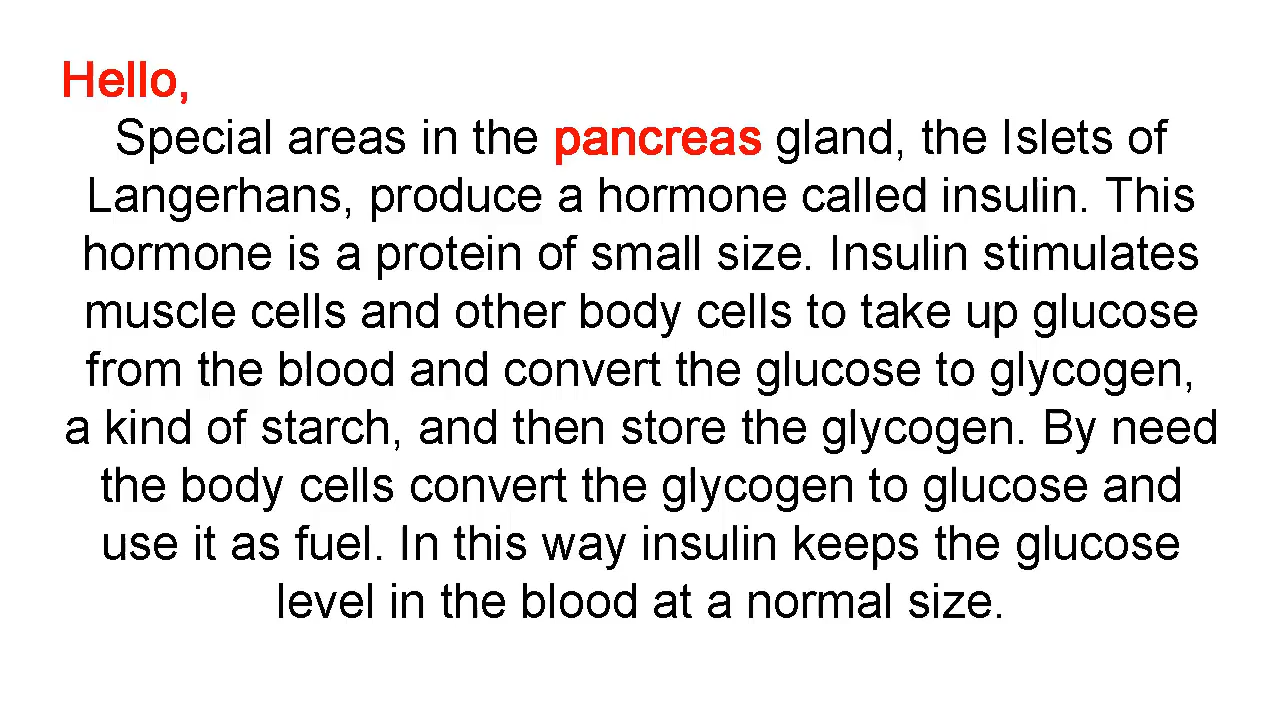 Hello,
Special areas in the pancreas gland, the Islets of
Langerhans, produce a hormone called insulin. This
hormone is a protein of small size. Insulin stimulates
muscle cells and other body cells to take up glucose
from the blood and convert the glucose to glycogen,
a kind of starch, and then store the glycogen. By need
the body cells convert the glycogen to glucose and
use it as fuel. In this way insulin keeps the glucose
level in the blood at a normal size.